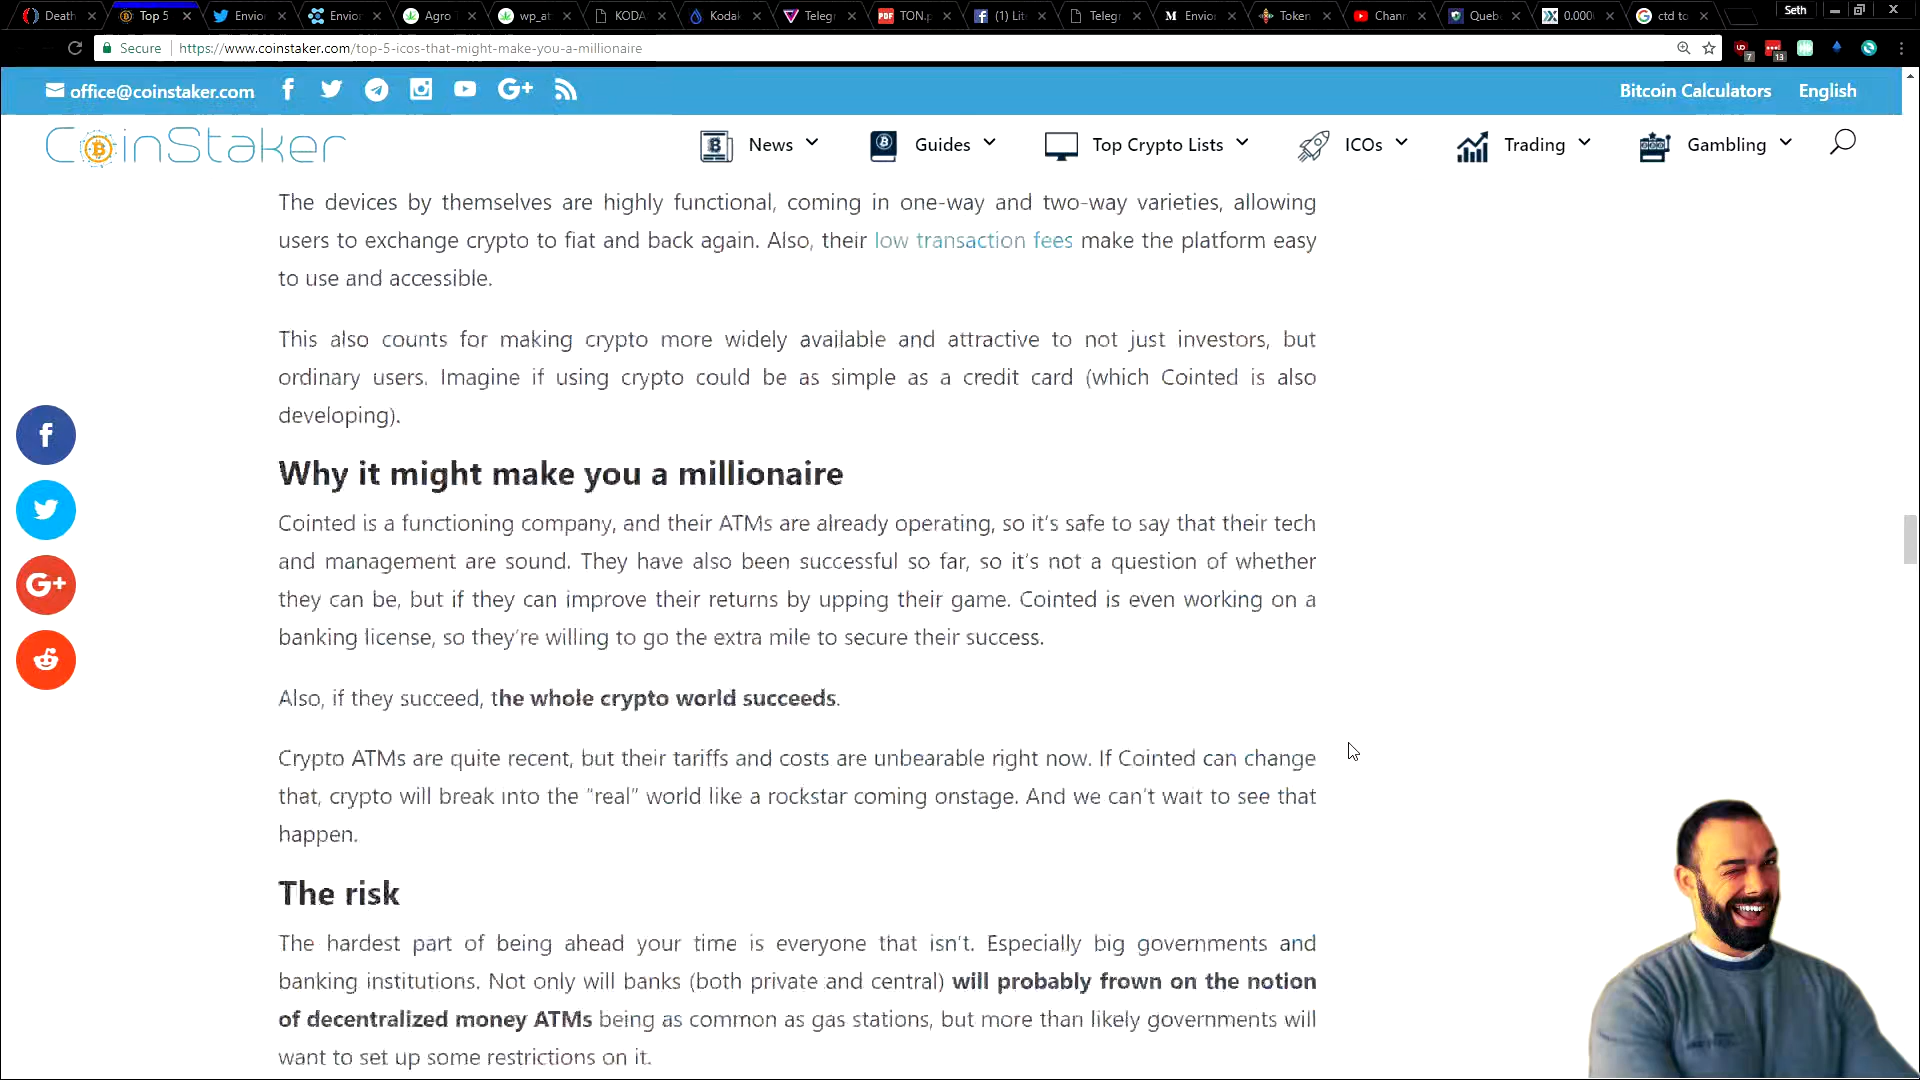 Death
Top 5
Envior
Envior
Agro
wp_at
KODA
Kodak
Telegr
PDF
TON.p
(1) Lite
Telegr
Envior
Token
Chann
Queb
0.000
ctd to
Seth
Secure
https://www.coinstaker.com/top-5-icos-that-might-make-you-a-millionaire
7
13
office@coinstaker.com
G+
Bitcoin Calculators
English
CoinStaker
News
Guides
Top Crypto Lists
ICOs
Trading
Gambling
The devices by themselves are highly functional, coming in one-way and two-way varieties, allowing
users to exchange crypto to fiat and back again. Also, their low transaction fees make the platform easy
to use and accessible.
This also counts for making crypto more widely available and attractive to not just investors, but
ordinary users. Imagine if using crypto could be as simple as a credit card (which Cointed is also
developing).
Why it might make you a millionaire
Cointed is a functioning company, and their ATMs are already operating, so it's safe to say that their tech
and management are sound. They have also been successful so far, so it's not a question of whether
they can be, but if they can improve their returns by upping their game. Cointed is even working on a
banking license, so they're willing to go the extra mile to secure their success.
Also, if they succeed, the whole crypto world succeeds.
Crypto ATMs are quite recent, but their tariffs and costs are unbearable right now. If Cointed can change
that, crypto will break into the “real” world like a rockstar coming onstage. And we can't wait to see that
happen.
The risk
The hardest part of being ahead your time is everyone that isn't. Especially big governments and
banking institutions. Not only will banks (both private and central) will probably frown on the notion
of decentralized money ATMs being as common as gas stations, but more than likely governments will
want to set up some restrictions on it.
G+